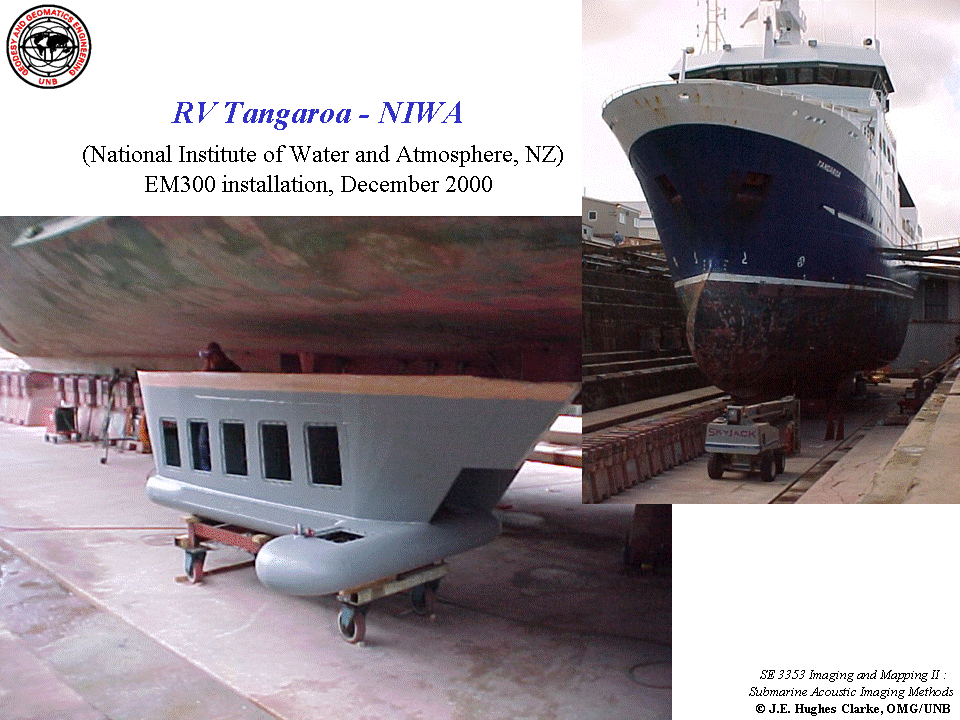 GEODESY AND GEOMATICS ENGINEERING
UNB
RV Tangaroa - NIWA
(National Institute of Water and Atmosphere, NZ)
EM300 installation, December 2000
TANGAROA
SKYJACK
SE 3353 Imaging and Mapping II :
Submarine Acoustic Imaging Methods
© J.E. Hughes Clarke, OMG/UNB